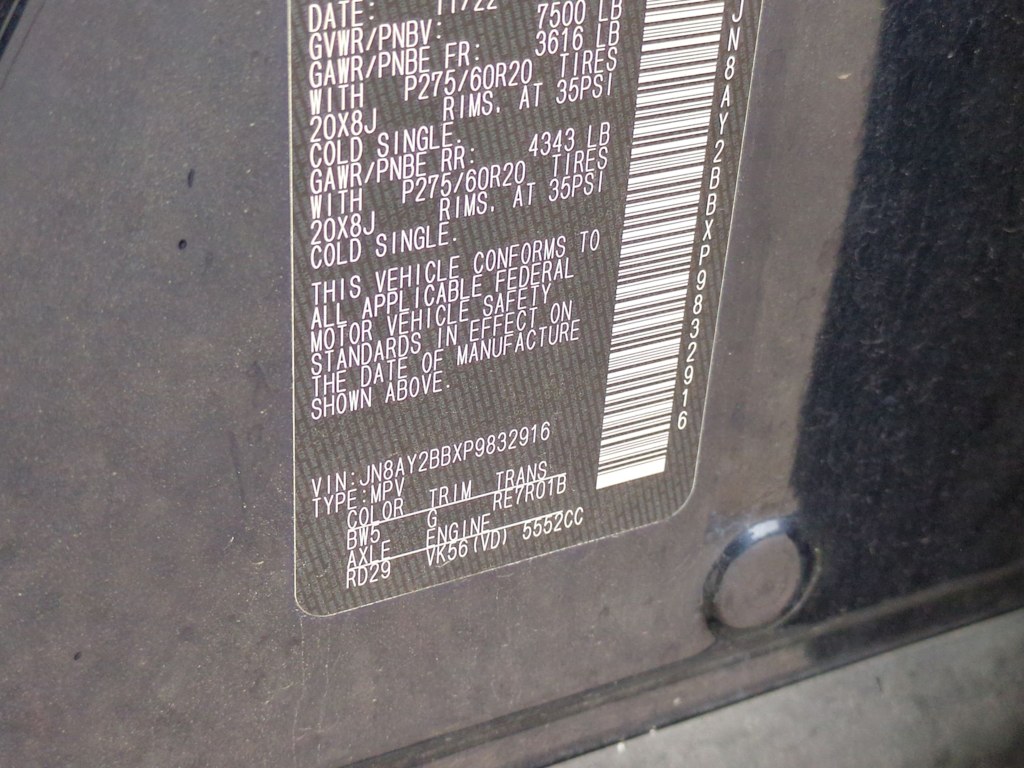 DATE: 11/22
GVWR/PNBV: 7500 LB
GAWR/PNBE FR: 3616 LB
WITH P275/60R20 TIRES
20X8J RIMS, AT 35PSI
COLD SINGLE.
GAWR/PNBE RR: 4343 LB
WITH P275/60R20 TIRES
20X8J RIMS, AT 35PSI
COLD SINGLE.
THIS VEHICLE CONFORMS TO
ALL APPLICABLE FEDERAL
MOTOR VEHICLE SAFETY
STANDARDS IN EFFECT ON
THE DATE OF MANUFACTURE
SHOWN ABOVE.
VIN:JN8AY2BBXP9832916
TYPE:MPV
COLOR TRIM TRANS
BW5 G RE7R01B
AXLE ENGINE
RD29 VK56(VD) 5552CC
JN8AY2BBXP9832916